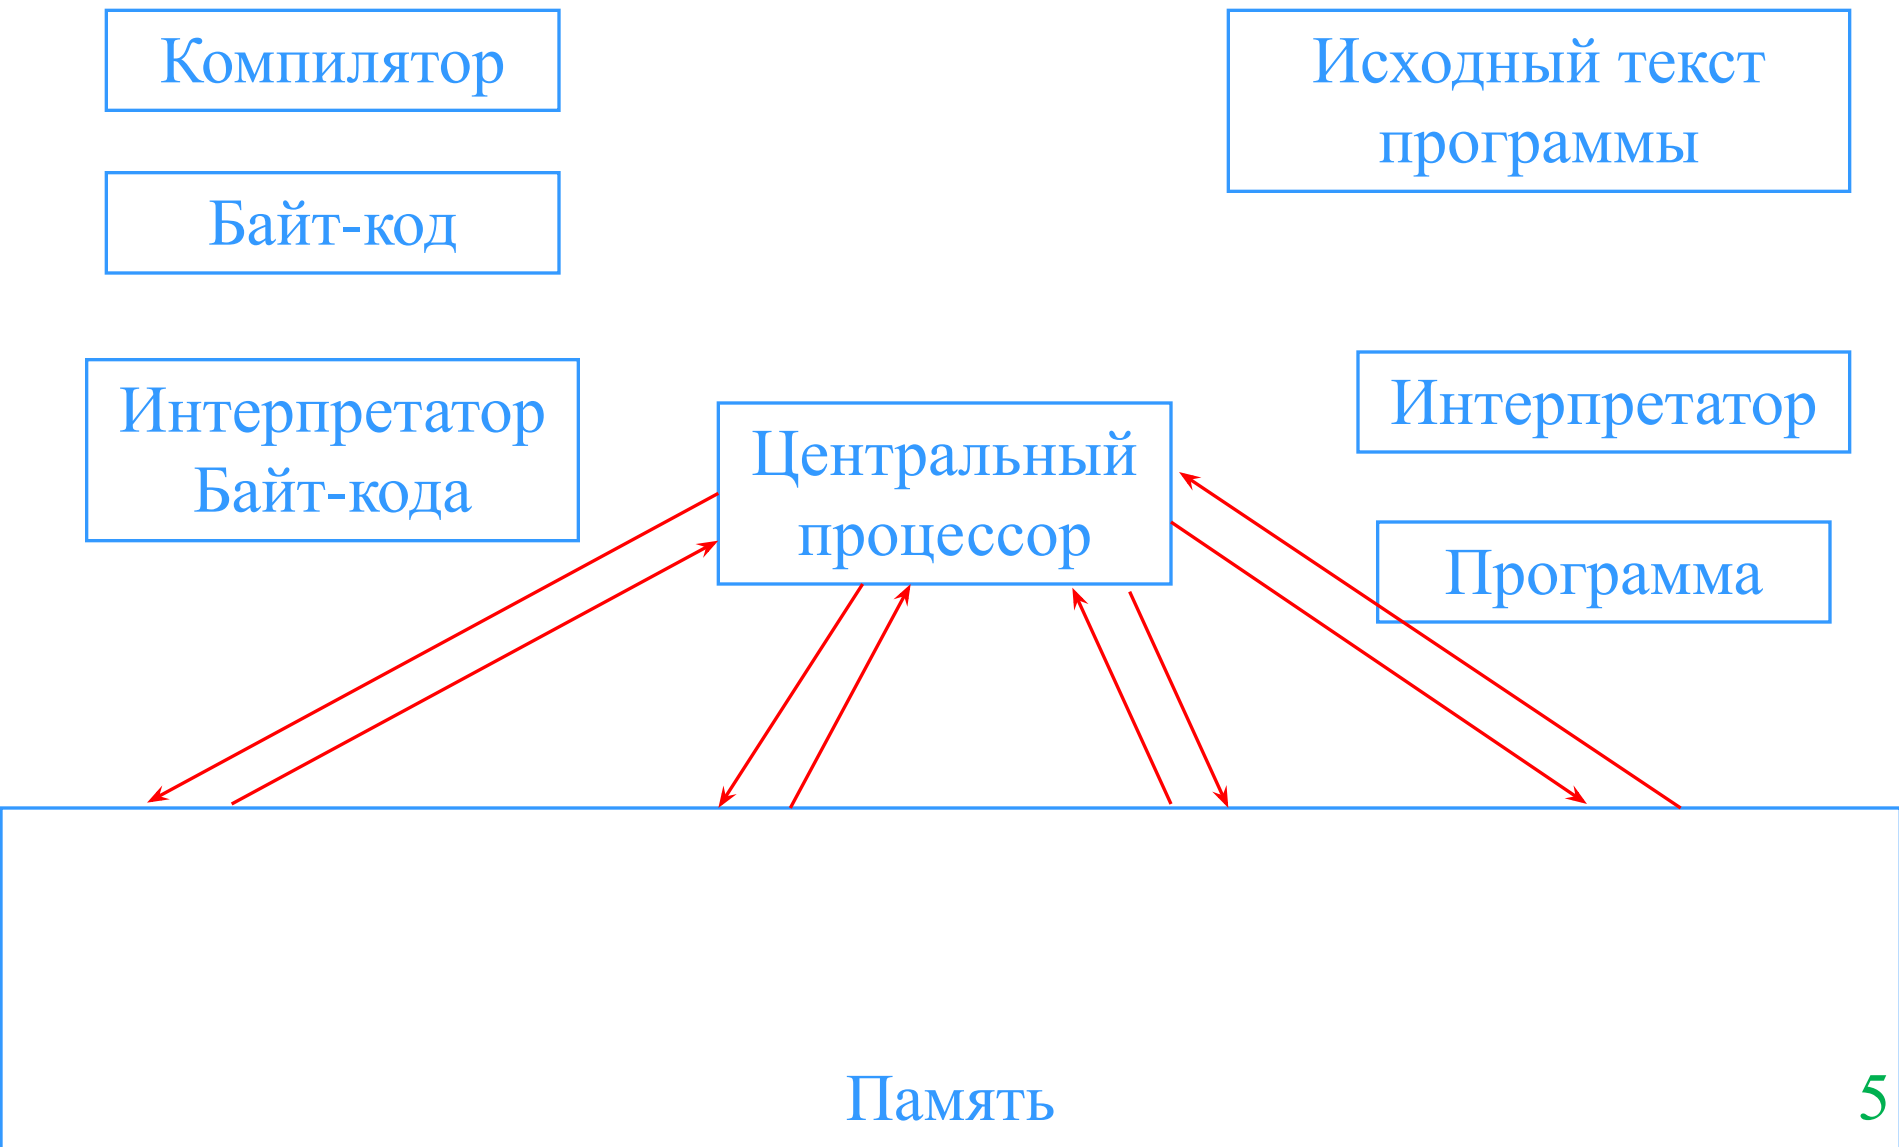 Компилятор
Исходный текст
программы
Байт-код
Интерпретатор
Байт-кода
Центральный
процессор
Интерпретатор
Программа
Память
5